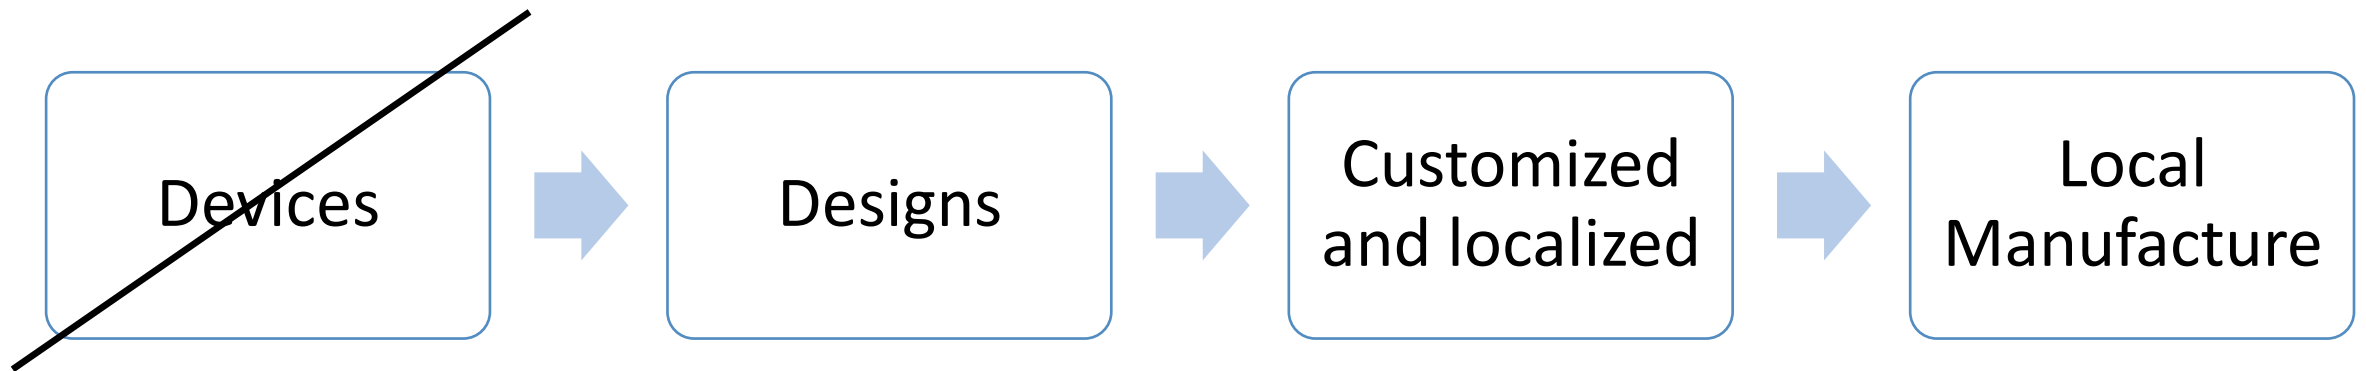 Devices
Designs
Customized
and localized
Local
Manufacture